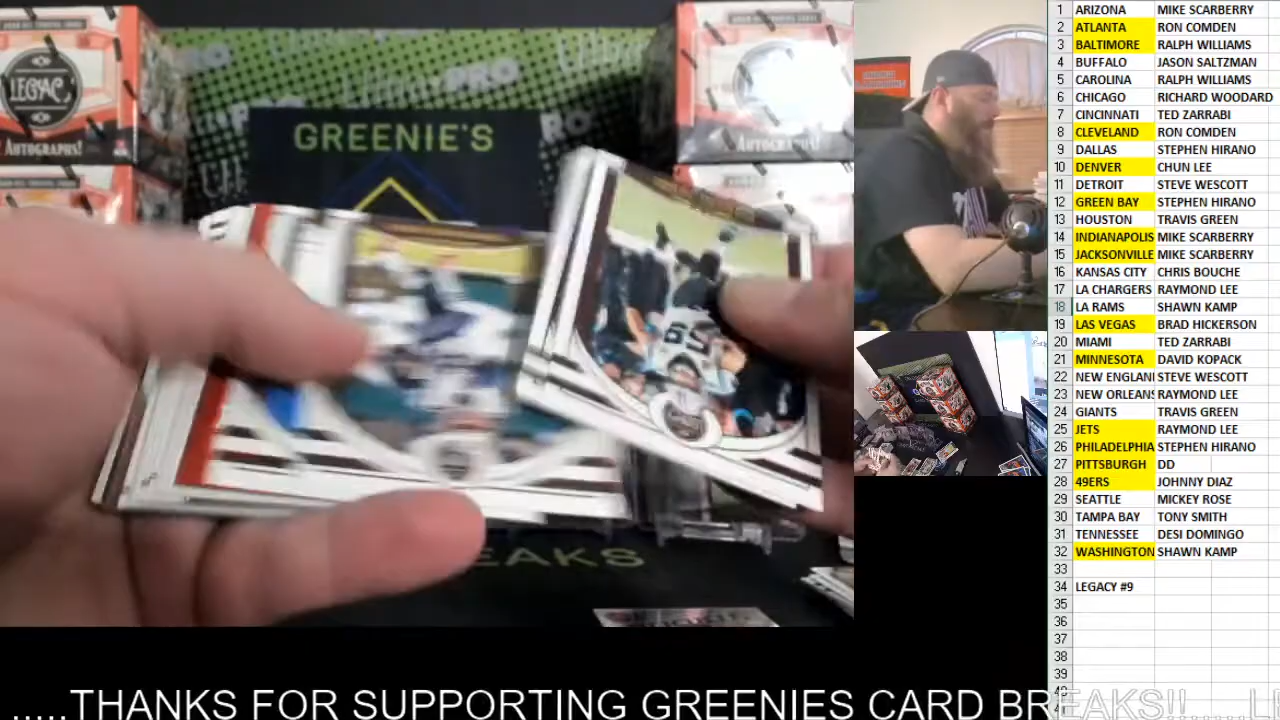 LEGACY
AUTOGRAPHS!
AUTOGRAPHS!
GREENIE'S
EAKS
59
1 ARIZONA MIKE SCARBERRY
2 ATLANTA RON COMDEN
3 BALTIMORE RALPH WILLIAMS
4 BUFFALO JASON SALTZMAN
5 CAROLINA RALPH WILLIAMS
6 CHICAGO RICHARD WOODARD
7 CINCINNATI TED ZARRABI
8 CLEVELAND RON COMDEN
9 DALLAS STEPHEN HIRANO
10 DENVER CHUN LEE
11 DETROIT STEVE WESCOTT
12 GREEN BAY STEPHEN HIRANO
13 HOUSTON TRAVIS GREEN
14 INDIANAPOLIS MIKE SCARBERRY
15 JACKSONVILLE MIKE SCARBERRY
16 KANSAS CITY CHRIS BOUCHE
17 LA CHARGERS RAYMOND LEE
18 LA RAMS SHAWN KAMP
19 LAS VEGAS BRAD HICKERSON
20 MIAMI TED ZARRABI
21 MINNESOTA DAVID KOPACK
22 NEW ENGLAN STEVE WESCOTT
23 NEW ORLEANS RAYMOND LEE
24 GIANTS TRAVIS GREEN
25 JETS RAYMOND LEE
26 PHILADELPHIA STEPHEN HIRANO
27 PITTSBURGH DD
28 49ERS JOHNNY DIAZ
29 SEATTLE MICKEY ROSE
30 TAMPA BAY TONY SMITH
31 TENNESSEE DESI DOMINGO
32 WASHINGTON SHAWN KAMP
33
34 LEGACY #9
35
36
37
38
39
40
41
.....THANKS FOR SUPPORTING GREENIES CARD BREAKS!!.....LI